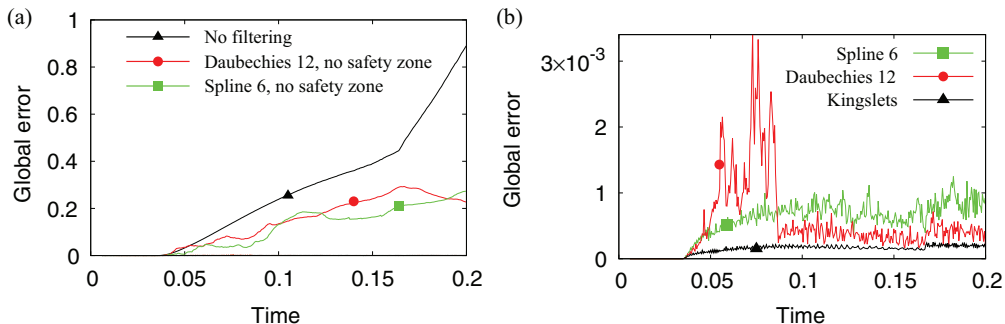 (a)
Global error
1
0.8
0.6
0.4
0.2
0
No filtering
Daubechies 12, no safety zone
Spline 6, no safety zone
0
0.05
0.1
0.15
0.2
Time
(b)
Global error
3×10-3
2
1
0
Spline 6
Daubechies 12
Kingslets
0
0.05
0.1
0.15
0.2
Time